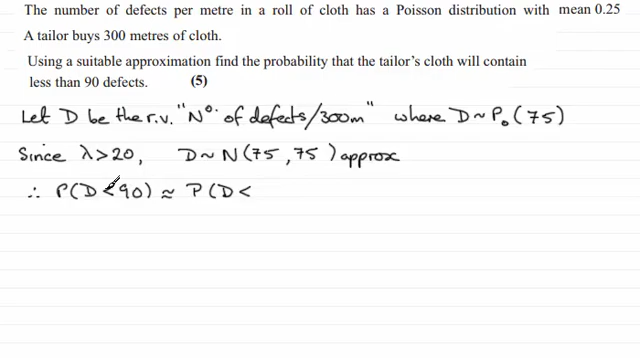 The number of defects per metre in a roll of cloth has a Poisson distribution with mean 0.25
A tailor buys 300 metres of cloth.
Using a suitable approximation find the probability that the tailor's cloth will contain
less than 90 defects. (5)
Let D be the r.v. "Nº. of defects/300m" where D ~ Po(75)
Since λ > 20, D ~ N(75, 75) approx
∴ P(D < 90) ≈ P(D <